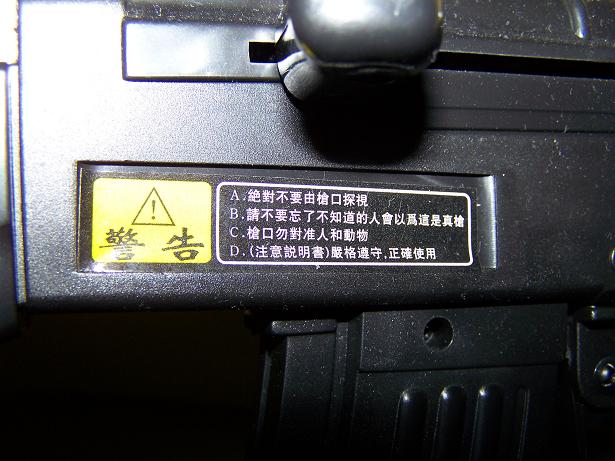 警告
A.絕對不要由槍口探視
B.請不要忘了不知道的人會以爲這是真槍
C.槍口勿對准人和動物
D.(注意説明書)嚴格遵守.正確使用